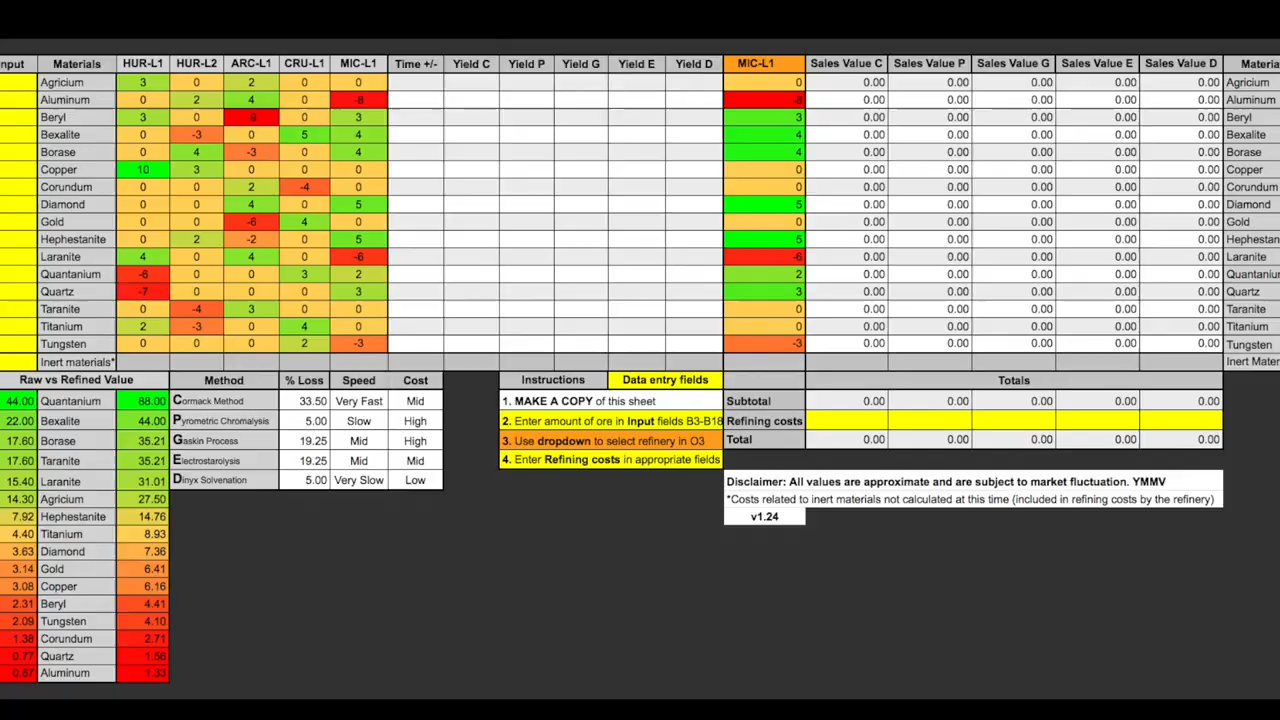 nput Materials HUR-L1 HUR-L2 ARC-L1 CRU-L1 MIC-L1 Time +/- Yield C Yield P Yield G Yield E Yield D MIC-L1 Sales Value C Sales Value P Sales Value G Sales Value E Sales Value D Materia
Agricium 3 0 2 0 0 0 0.00 0.00 0.00 0.00 0.00 Agricium
Aluminum 0 2 4 0 -8 -8 0.00 0.00 0.00 0.00 0.00 Aluminum
Beryl 3 -9 0 3 3 0.00 0.00 0.00 0.00 0.00 Beryl
Bexalite 0 -3 0 5 4 4 0.00 0.00 0.00 0.00 0.00 Bexalite
Borase 0 4 -3 0 4 4 0.00 0.00 0.00 0.00 0.00 Borase
Copper 10 3 0 0 0 0 0.00 0.00 0.00 0.00 0.00 Copper
Corundum 0 0 2 -4 0 0 0.00 0.00 0.00 0.00 0.00 Corundum
Diamond 0 0 4 0 5 5 0.00 0.00 0.00 0.00 0.00 Diamond
Gold 0 0 -6 4 0 0 0.00 0.00 0.00 0.00 0.00 Gold
Hephestanite 0 2 -2 0 5 5 0.00 0.00 0.00 0.00 0.00 Hephestan
Laranite 4 0 4 0 -6 -6 0.00 0.00 0.00 0.00 0.00 Laranite
Quantanium -6 0 0 3 2 2 0.00 0.00 0.00 0.00 0.00 Quantaniun
Quartz -7 0 0 0 3 3 0.00 0.00 0.00 0.00 0.00 Quartz
Taranite 0 -4 3 0 0 0 0.00 0.00 0.00 0.00 0.00 Taranite
Titanium 2 -3 0 4 0 0 0.00 0.00 0.00 0.00 0.00 Titanium
Tungsten 0 0 0 2 -3 -3 0.00 0.00 0.00 0.00 0.00 Tungsten
Inert materials* Inert Mater
Raw vs Refined Value Method % Loss Speed Cost Instructions Data entry fields Totals
44.00 Quantanium 88.00 Cormack Method 33.50 Very Fast Mid 1. MAKE A COPY of this sheet Subtotal 0.00 0.00 0.00 0.00 0.00
22.00 Bexalite 44.00 Pyrometric Chromalysis 5.00 Slow High 2. Enter amount of ore in Input fields B3-B18 Refining costs
17.60 Borase 35.21 Gaskin Process 19.25 Mid High 3. Use dropdown to select refinery in O3 Total 0.00 0.00 0.00 0.00 0.00
17.60 Taranite 35.21 Electrostarolysis 19.25 Mid Mid 4. Enter Refining costs in appropriate fields
15.40 Laranite 31.01 Dinyx Solvenation 5.00 Very Slow Low Disclaimer: All values are approximate and are subject to market fluctuation. YMMV
14.30 Agricium 27.50 *Costs related to inert materials not calculated at this time (included in refining costs by the refinery)
7.92 Hephestanite 14.76 v1.24
4.40 Titanium 8.93
3.63 Diamond 7.36
3.14 Gold 6.41
3.08 Copper 6.16
2.31 Beryl 4.41
2.09 Tungsten 4.10
1.38 Corundum 2.71
0.77 Quartz 1.56
0.67 Aluminum 1.33